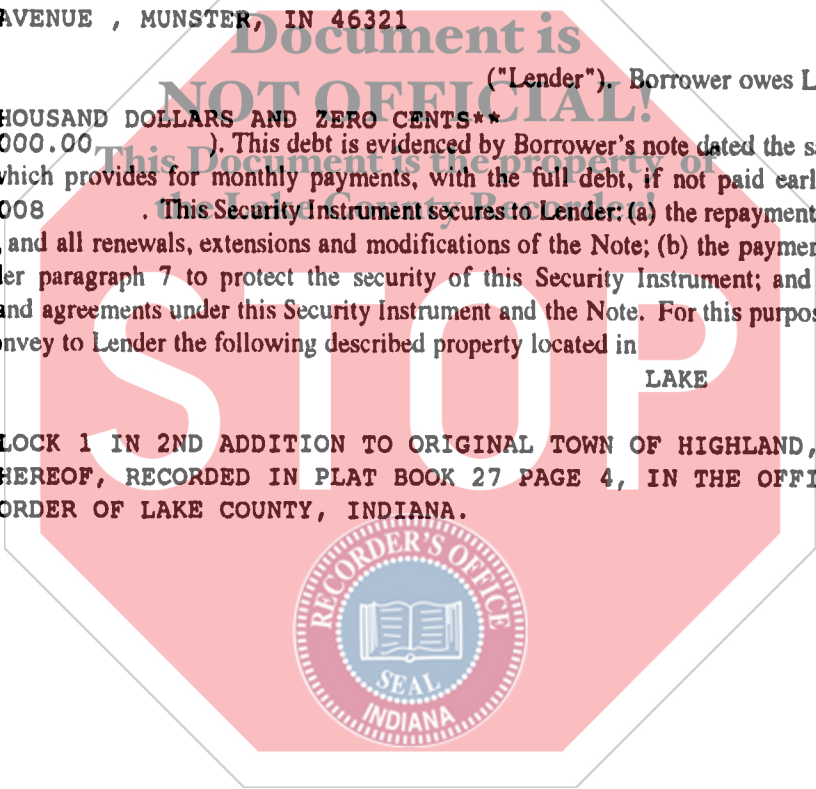 AVENUE , MUNSTER, IN 46321
Document is
("Lender"). Borrower owes L
NOT OFFICIAL!
HOUSAND DOLLARS AND ZERO CENTS**
000.00 ). This debt is evidenced by Borrower's note dated the s
This Document is the property of
which provides for monthly payments, with the full debt, if not paid earl
the Lake County Recorder!
008 . This Security Instrument secures to Lender: (a) the repayment
, and all renewals, extensions and modifications of the Note; (b) the paymen
er paragraph 7 to protect the security of this Security Instrument; and
and agreements under this Security Instrument and the Note. For this purpos
onvey to Lender the following described property located in
LAKE
STOP
LOCK 1 IN 2ND ADDITION TO ORIGINAL TOWN OF HIGHLAND,
HEREOF, RECORDED IN PLAT BOOK 27 PAGE 4, IN THE OFFI
ORDER OF LAKE COUNTY, INDIANA.
RECORDER'S OFFICE
SEAL
INDIANA